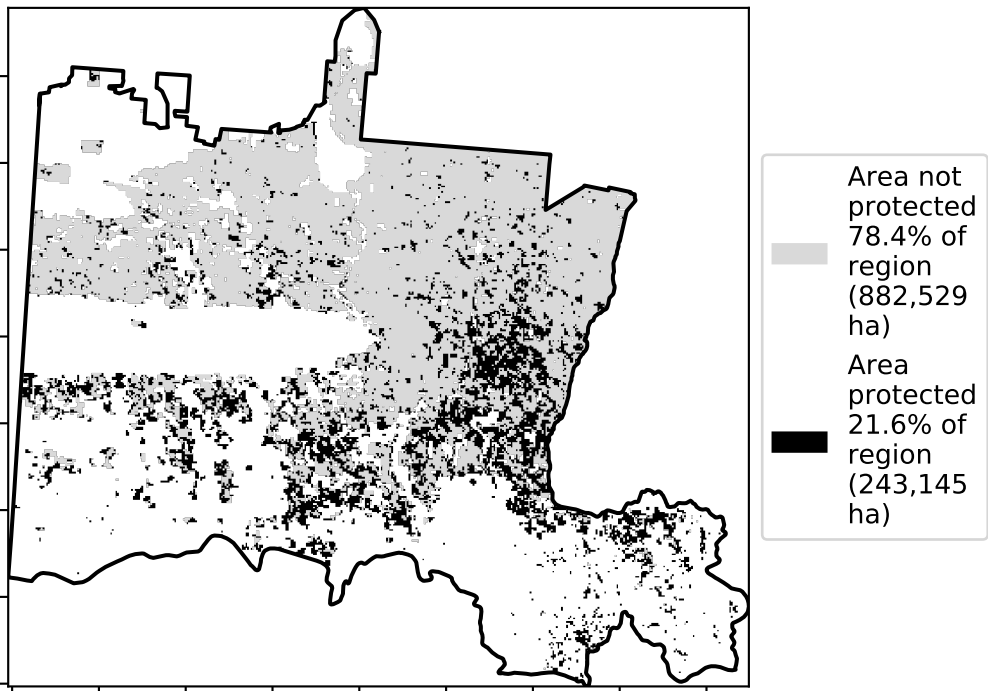 Area not
protected
78.4% of
region
(882,529
ha)
Area
protected
21.6% of
region
(243,145
ha)